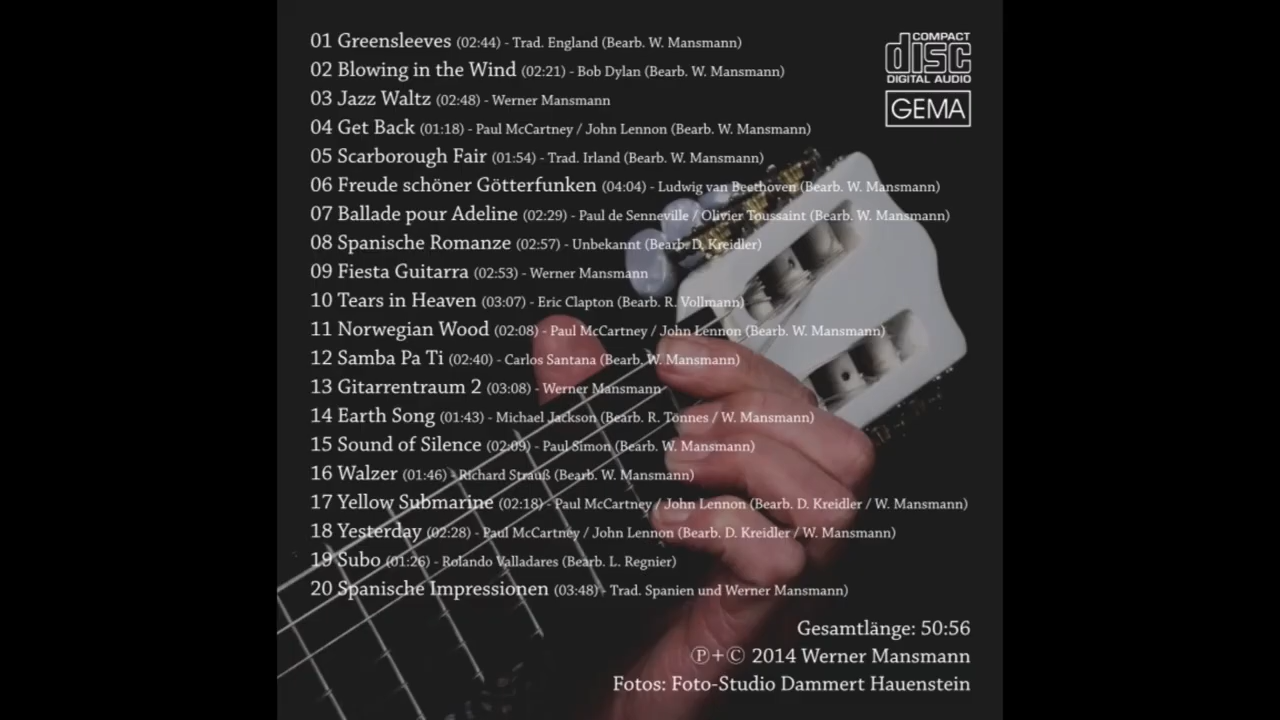 01 Greensleeves (02:44) - Trad. England (Bearb. W. Mansmann)
02 Blowing in the Wind (02:21) - Bob Dylan (Bearb. W. Mansmann)
03 Jazz Waltz (02:48) - Werner Mansmann
04 Get Back (01:18) - Paul McCartney / John Lennon (Bearb. W. Mansmann)
05 Scarborough Fair (01:54) - Trad. Irland (Bearb. W. Mansmann)
06 Freude schöner Götterfunken (04:04) - Ludwig van Beethoven (Bearb. W. Mansmann)
07 Ballade pour Adeline (02:29) - Paul de Senneville / Olivier Toussaint (Bearb. W. Mansmann)
08 Spanische Romanze (02:57) - Unbekannt (Bearb. D. Kreidler)
09 Fiesta Guitarra (02:53) - Werner Mansmann
10 Tears in Heaven (03:07) - Eric Clapton (Bearb. R. Vollmann)
11 Norwegian Wood (02:08) - Paul McCartney / John Lennon (Bearb. W. Mansmann)
12 Samba Pa Ti (02:40) - Carlos Santana (Bearb. W. Mansmann)
13 Gitarrentraum 2 (03:08) - Werner Mansmann
14 Earth Song (01:43) - Michael Jackson (Bearb. R. Tönnes / W. Mansmann)
15 Sound of Silence (02:09) - Paul Simon (Bearb. W. Mansmann)
16 Walzer (01:46) - Richard Strauß (Bearb. W. Mansmann)
17 Yellow Submarine (02:18) - Paul McCartney / John Lennon (Bearb. D. Kreidler / W. Mansmann)
18 Yesterday (02:28) - Paul McCartney / John Lennon (Bearb. D. Kreidler / W. Mansmann)
19 Subo (01:26) - Rolando Valladares (Bearb. L. Regnier)
20 Spanische Impressionen (03:48) - Trad. Spanien und Werner Mansmann)
COMPACT
disc
DIGITAL AUDIO
GEMA
Gesamtlänge: 50:56
Ⓟ+© 2014 Werner Mansmann
Fotos: Foto-Studio Dammert Hauenstein